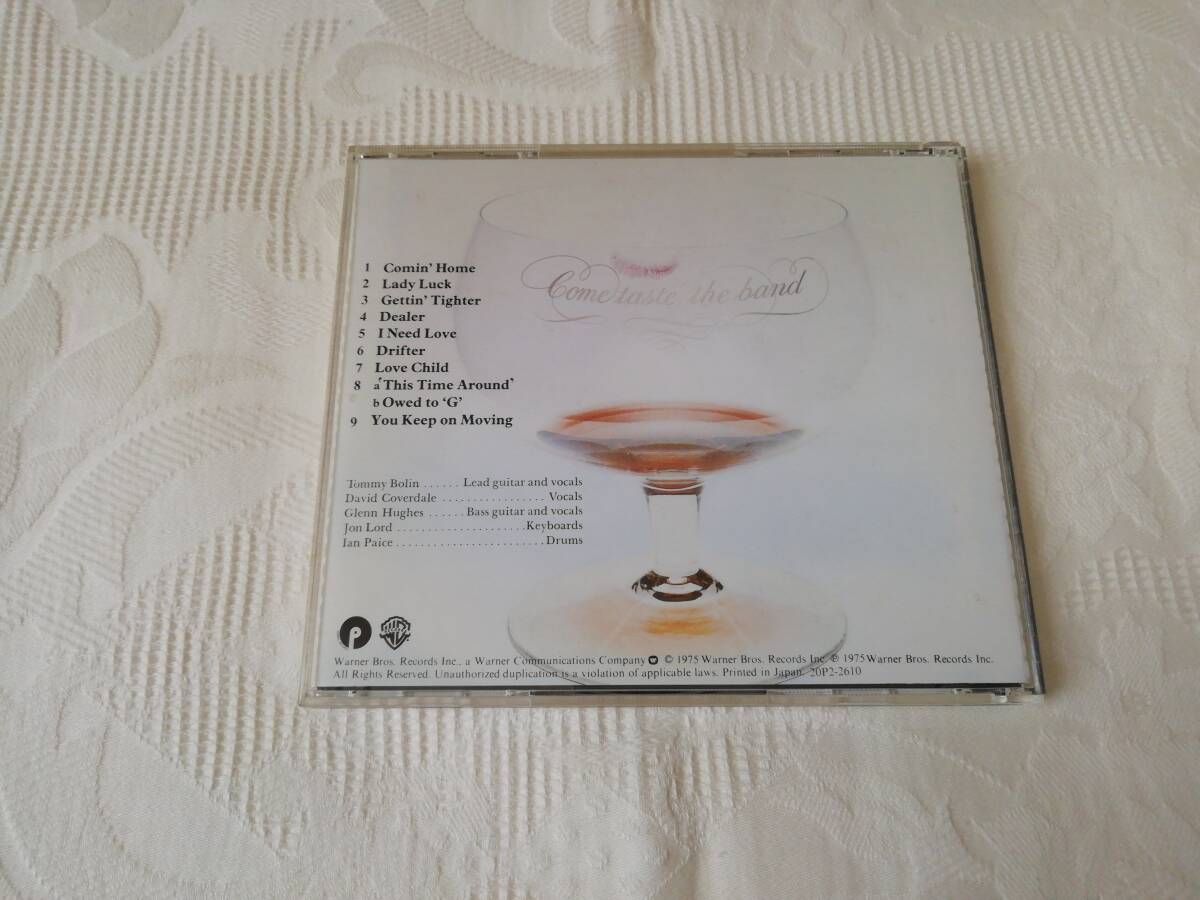 Come taste the band
1 Comin' Home
2 Lady Luck
3 Gettin' Tighter
4 Dealer
5 I Need Love
6 Drifter
7 Love Child
8 a 'This Time Around'
b Owed to 'G'
9 You Keep on Moving
Tommy Bolin ...... Lead guitar and vocals
David Coverdale ................ Vocals
Glenn Hughes ...... Bass guitar and vocals
Jon Lord .....................Keyboards
Ian Paice ........................Drums
P
Warner Bros. Records Inc., a Warner Communications Company © 1975 Warner Bros. Records Inc. ℗ 1975 Warner Bros. Records Inc.
All Rights Reserved. Unauthorized duplication is a violation of applicable laws. Printed in Japan. 20P2-2610